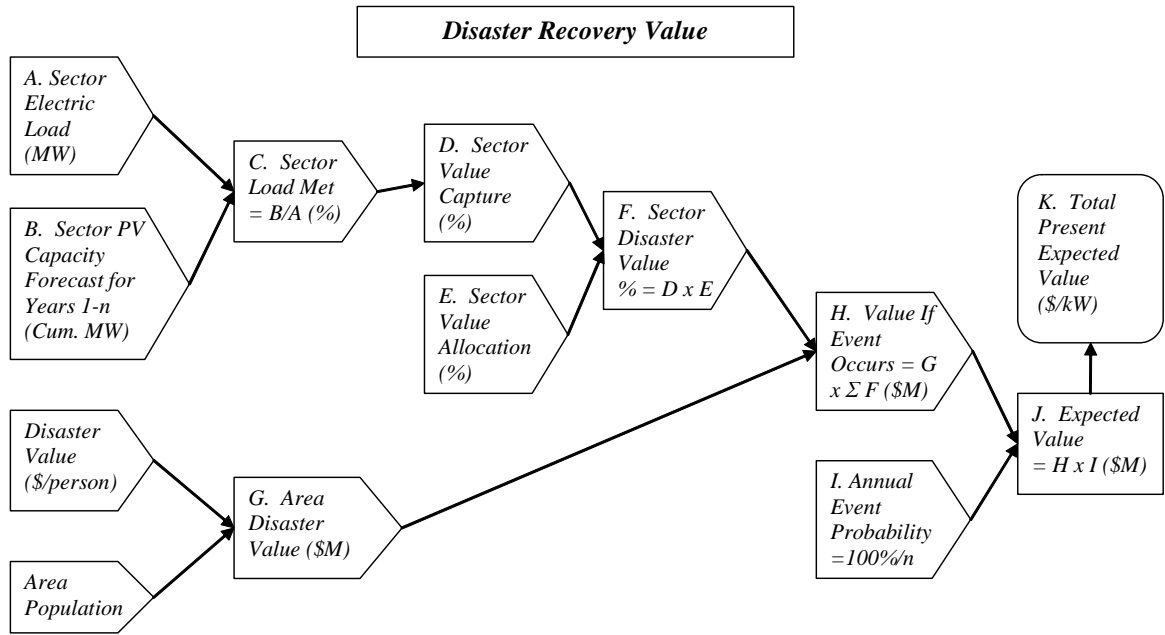 Disaster Recovery Value
A. Sector
Electric
Load
(MW)
B. Sector PV
Capacity
Forecast for
Years 1-n
(Cum. MW)
C. Sector
Load Met
= B/A (%)
D. Sector
Value
Capture
(%)
E. Sector
Value
Allocation
(%)
F. Sector
Disaster
Value
% = D x E
Disaster
Value
($/person)
Area
Population
G. Area
Disaster
Value ($M)
H. Value If
Event
Occurs = G
x Σ F ($M)
I. Annual
Event
Probability
=100%/n
J. Expected
Value
= H x I ($M)
K. Total
Present
Expected
Value
($/kW)